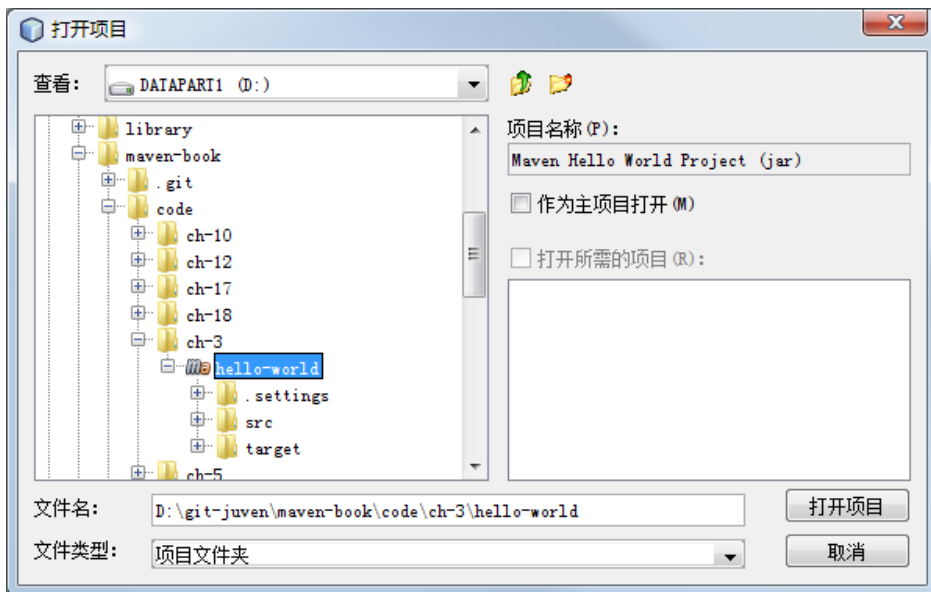 打开项目
查看:
DATAPART1 (D:)
library
maven-book
.git
code
ch-10
ch-12
ch-17
ch-18
ch-3
hello-world
.settings
src
target
ch-5
项目名称(P):
Maven Hello World Project (jar)
作为主项目打开(M)
打开所需的项目(R):
文件名:
D:\git-juven\maven-book\code\ch-3\hello-world
打开项目
文件类型:
项目文件夹
取消